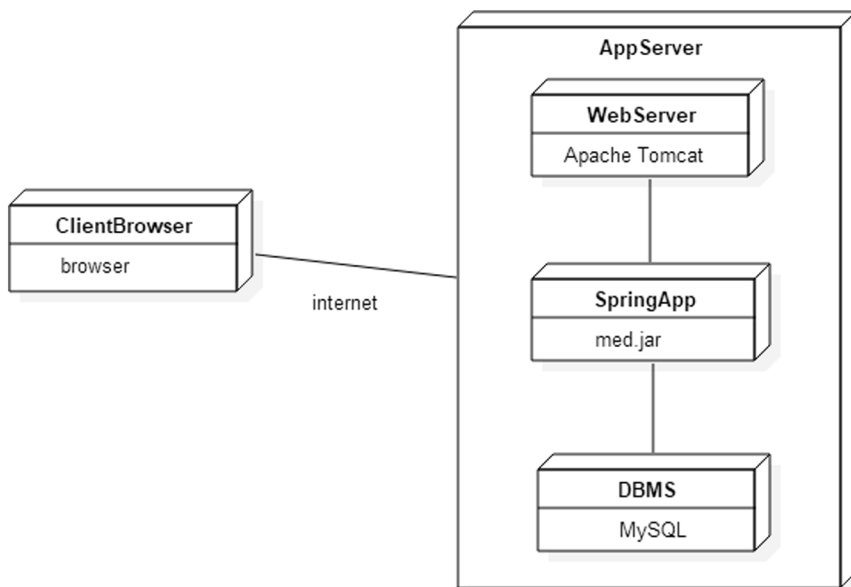 AppServer
WebServer
Apache Tomcat
ClientBrowser
browser
internet
SpringApp
med.jar
DBMS
MySQL